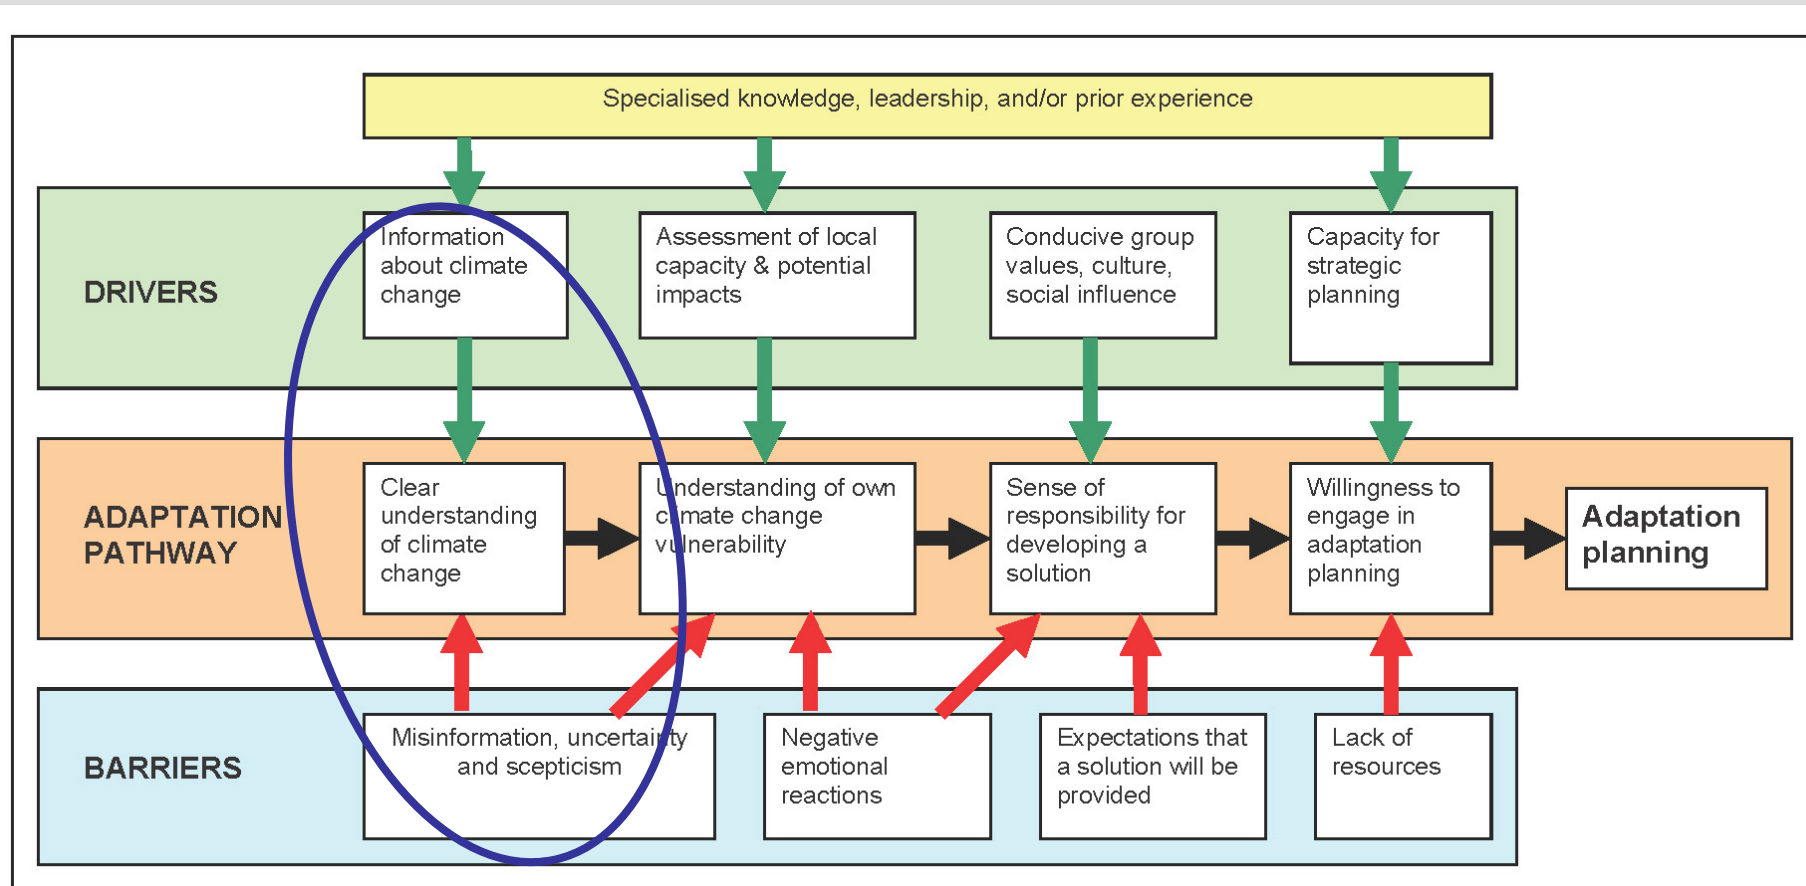 Specialised knowledge, leadership, and/or prior experience
DRIVERS
Information
about climate
change
Assessment of local
capacity & potential
impacts
Conducive group
values, culture,
social influence
Capacity for
strategic
planning
ADAPTATION
PATHWAY
Clear
understanding
of climate
change
Understanding of own
climate change
vulnerability
Sense of
responsibility for
developing a
solution
Willingness to
engage in
adaptation
planning
Adaptation
planning
BARRIERS
Misinformation, uncertainty
and scepticism
Negative
emotional
reactions
Expectations that
a solution will be
provided
Lack of
resources